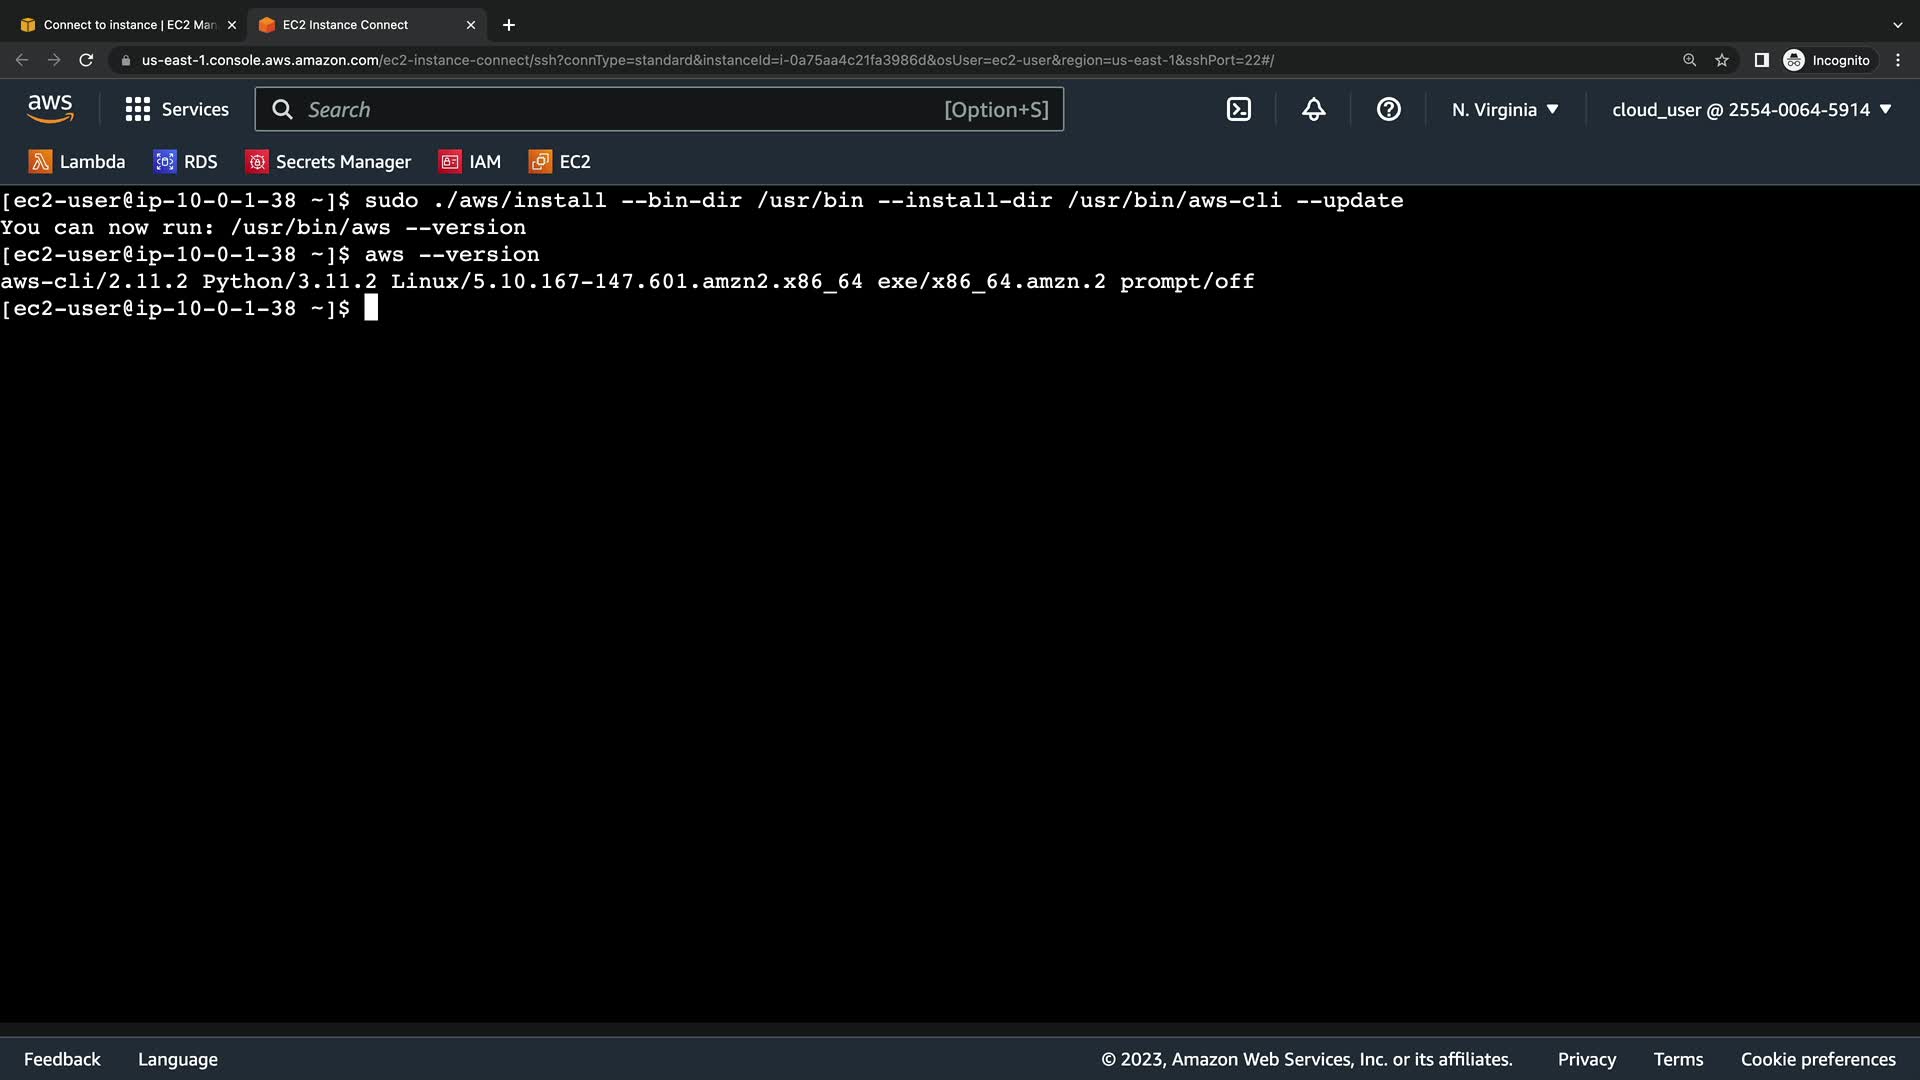 Connect to instance | EC2 Man
EC2 Instance Connect
us-east-1.console.aws.amazon.com/ec2-instance-connect/ssh?connType=standard&instanceId=i-0a75aa4c21fa3986d&osUser=ec2-user&region=us-east-1&sshPort=22#/
Incognito
aws
Services
Search
[Option+S]
N. Virginia
cloud_user @ 2554-0064-5914
Lambda
RDS
Secrets Manager
IAM
EC2
[ec2-user@ip-10-0-1-38 ~]$ sudo ./aws/install --bin-dir /usr/bin --install-dir /usr/bin/aws-cli --update
You can now run: /usr/bin/aws --version
[ec2-user@ip-10-0-1-38 ~]$ aws --version
aws-cli/2.11.2 Python/3.11.2 Linux/5.10.167-147.601.amzn2.x86_64 exe/x86_64.amzn.2 prompt/off
[ec2-user@ip-10-0-1-38 ~]$
Feedback
Language
© 2023, Amazon Web Services, Inc. or its affiliates.
Privacy
Terms
Cookie preferences